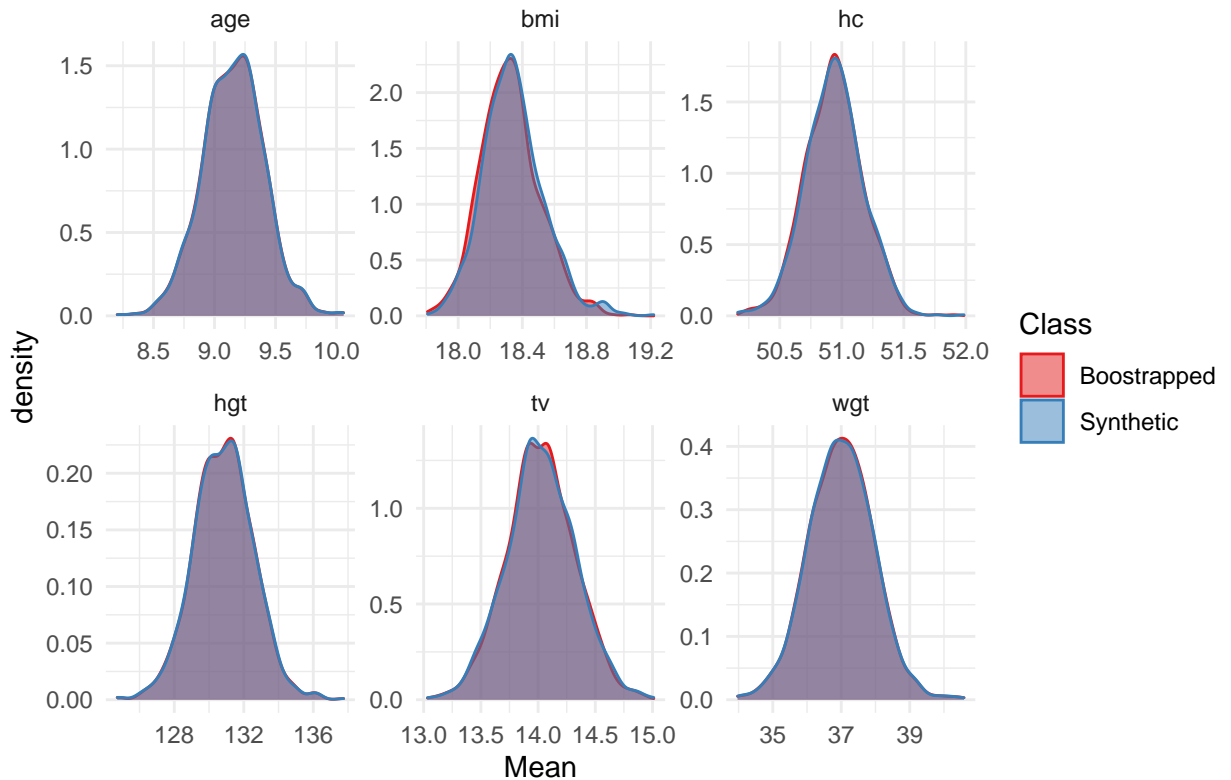 age
bmi
hc
1.5
1.0
0.5
0.0
2.0
1.5
1.0
0.5
0.0
1.5
1.0
0.5
0.0
8.5 9.0 9.5 10.0
18.0 18.4 18.8 19.2
50.5 51.0 51.5 52.0
hgt
tv
wgt
0.20
0.15
0.10
0.05
0.00
1.0
0.5
0.0
0.4
0.3
0.2
0.1
0.0
128 132 136
13.0 13.5 14.0 14.5 15.0
35 37 39
density
Mean
Class
Boostrapped
Synthetic